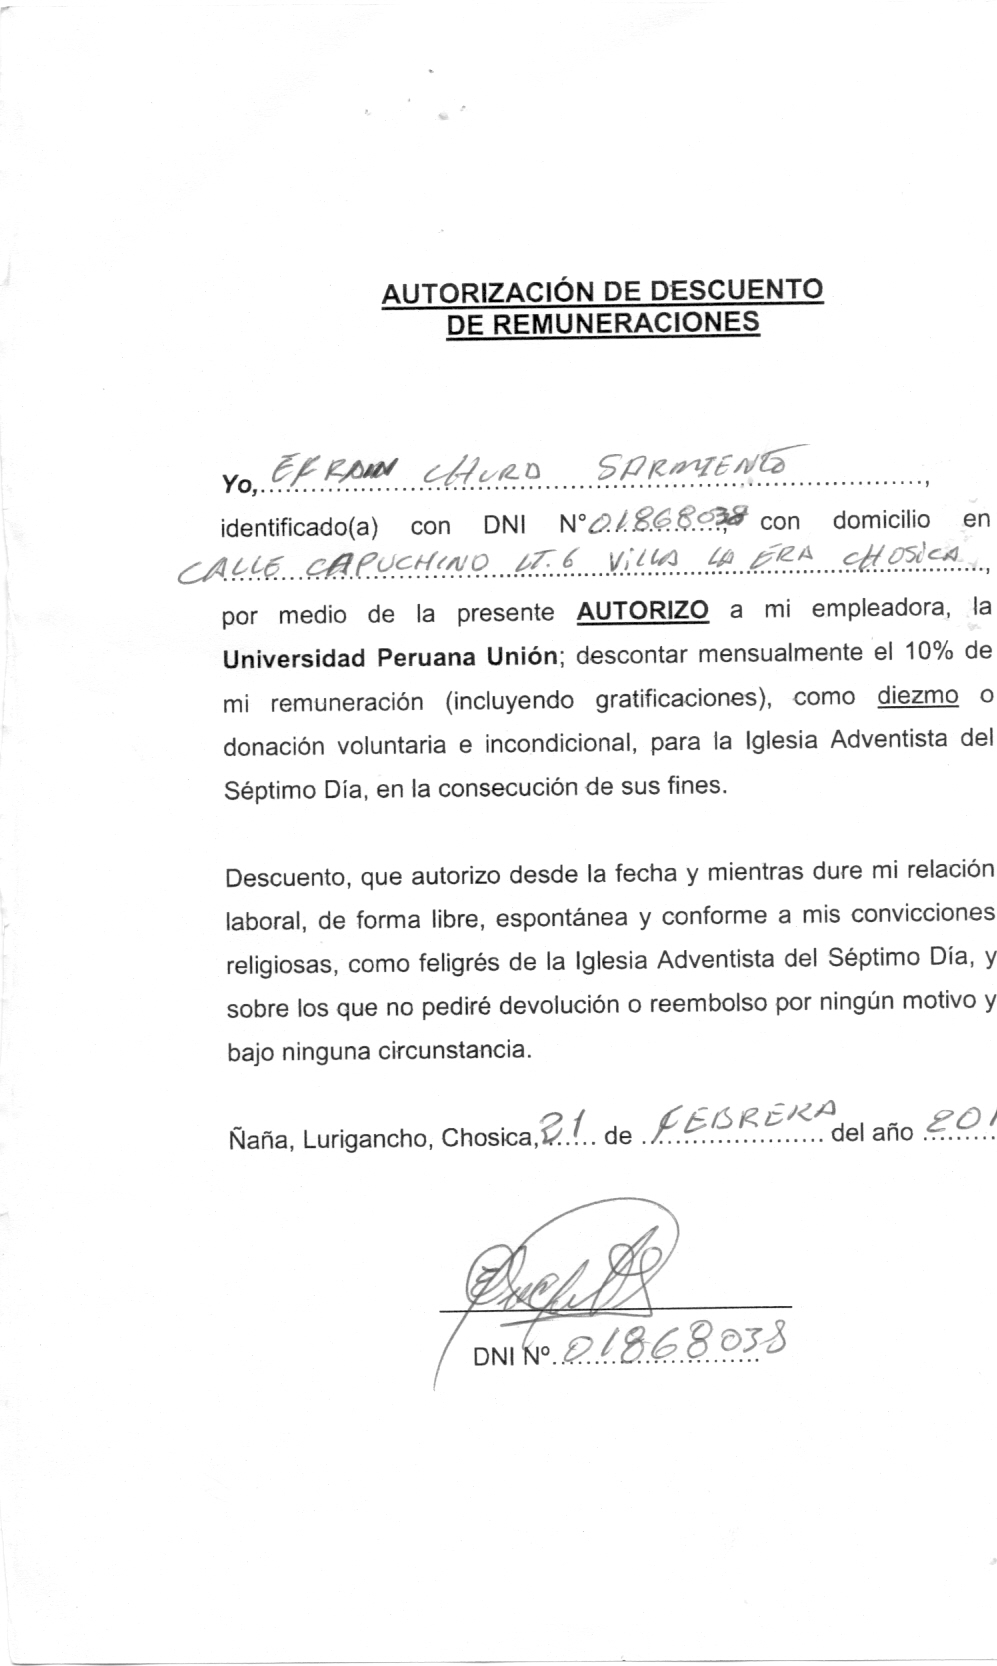 AUTORIZACIÓN DE DESCUENTO
DE REMUNERACIONES
Yo, EFRAIN CHURO SARMIENTO,
identificado(a) con DNI Nº 01868038 con domicilio en
CALLE CAPUCHINO LT. 6 VILLA LA ERA CHOSICA,
por medio de la presente AUTORIZO a mi empleadora, la
Universidad Peruana Unión; descontar mensualmente el 10% de
mi remuneración (incluyendo gratificaciones), como diezmo o
donación voluntaria e incondicional, para la Iglesia Adventista del
Séptimo Día, en la consecución de sus fines.
Descuento, que autorizo desde la fecha y mientras dure mi relación
laboral, de forma libre, espontánea y conforme a mis convicciones
religiosas, como feligrés de la Iglesia Adventista del Séptimo Día, y
sobre los que no pediré devolución o reembolso por ningún motivo y
bajo ninguna circunstancia.
Ñaña, Lurigancho, Chosica, 21 de FEBRERA del año 201
DNI Nº 01868038